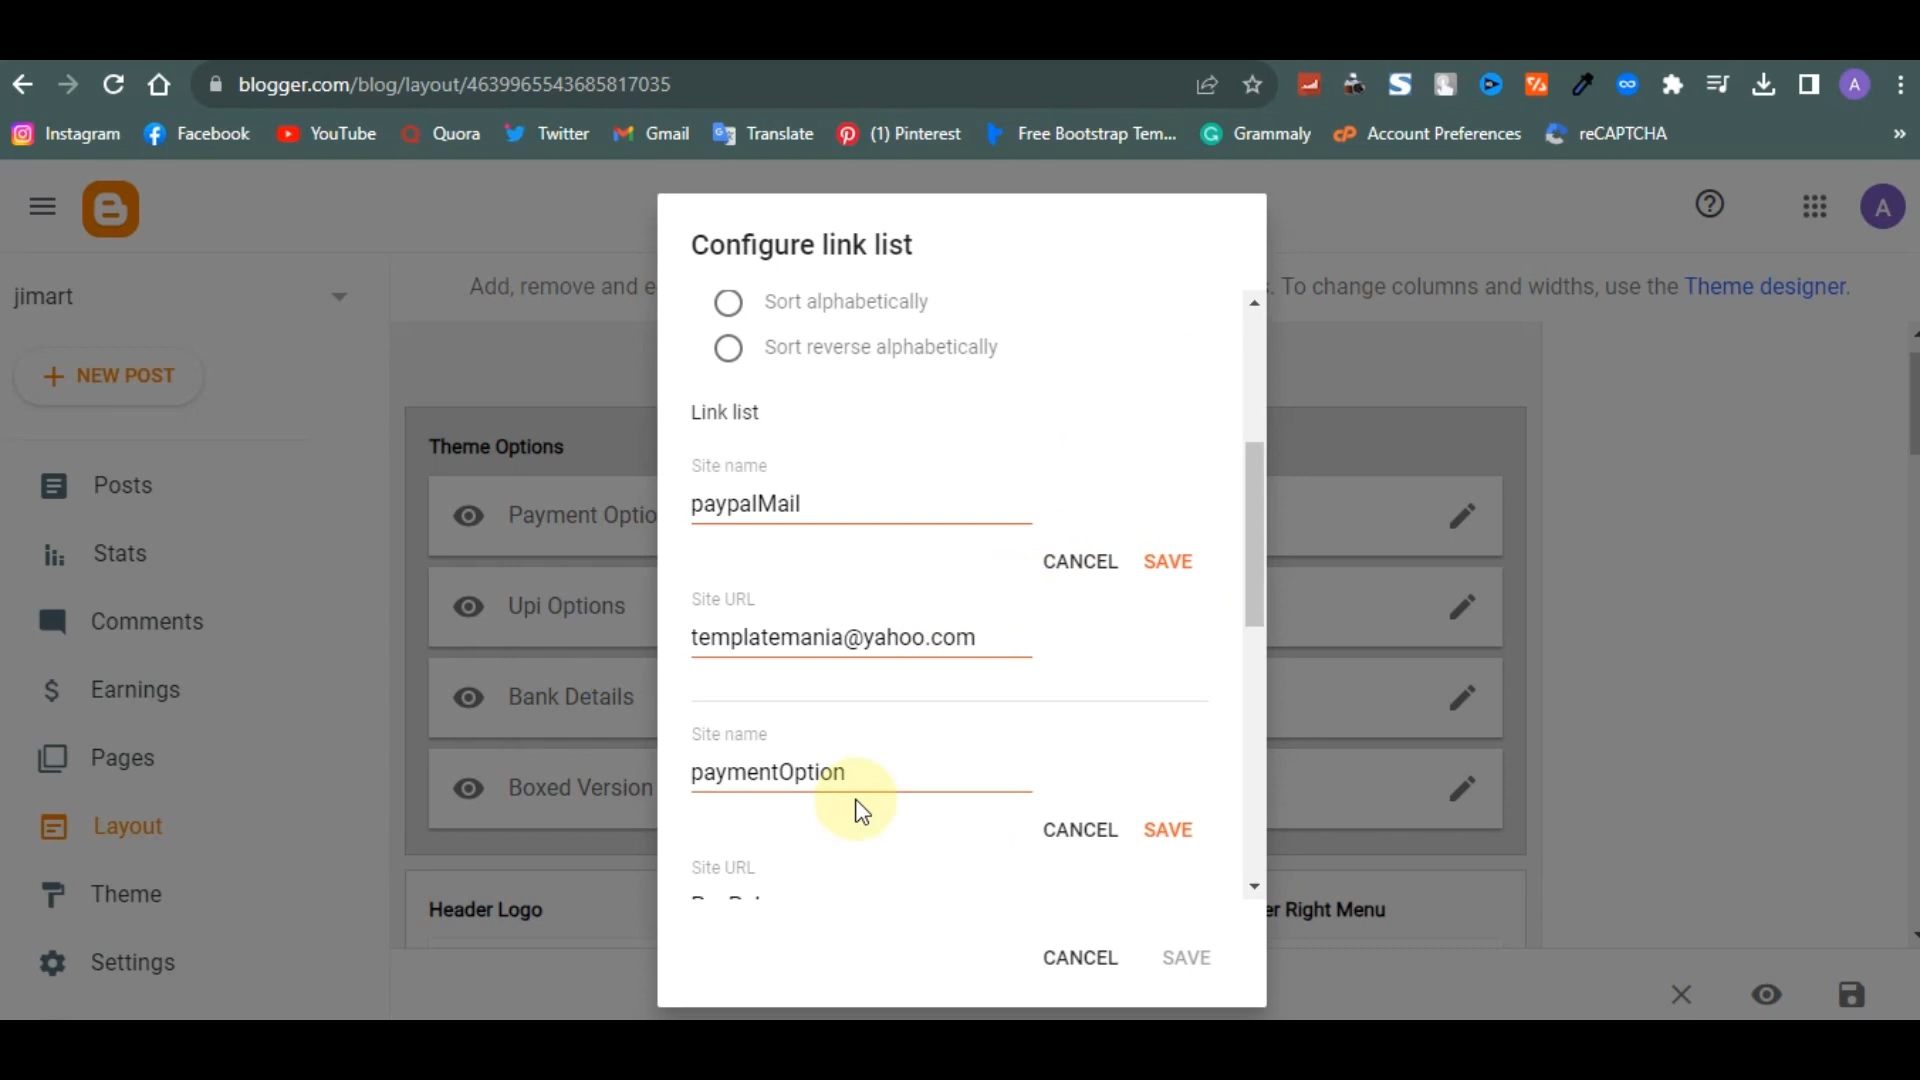 blogger.com/blog/layout/4639965543685817035
A
Instagram
Facebook
YouTube
Quora
Twitter
Gmail
Translate
(1) Pinterest
Free Bootstrap Tem...
Grammaly
Account Preferences
reCAPTCHA
»
A
jimart
Add, remove and e
. To change columns and widths, use the Theme designer.
NEW POST
Posts
Stats
Comments
Earnings
Pages
Layout
Theme
Settings
Theme Options
Payment Optio
Upi Options
Bank Details
Boxed Version
Header Logo
er Right Menu
Configure link list
Sort alphabetically
Sort reverse alphabetically
Link list
Site name
paypalMail
CANCEL SAVE
Site URL
templatemania@yahoo.com
Site name
paymentOption
CANCEL SAVE
Site URL
CANCEL SAVE